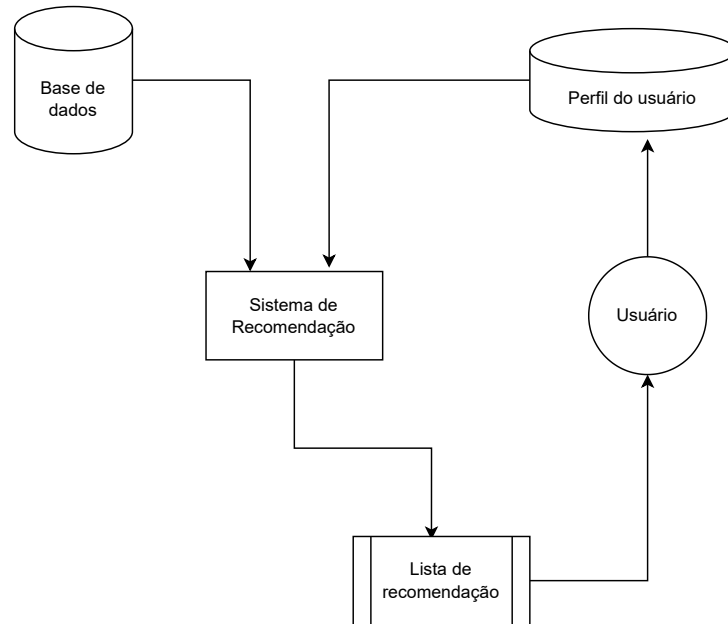 Base de
dados
Perfil do usuário
Sistema de
Recomendação
Usuário
Lista de
recomendação